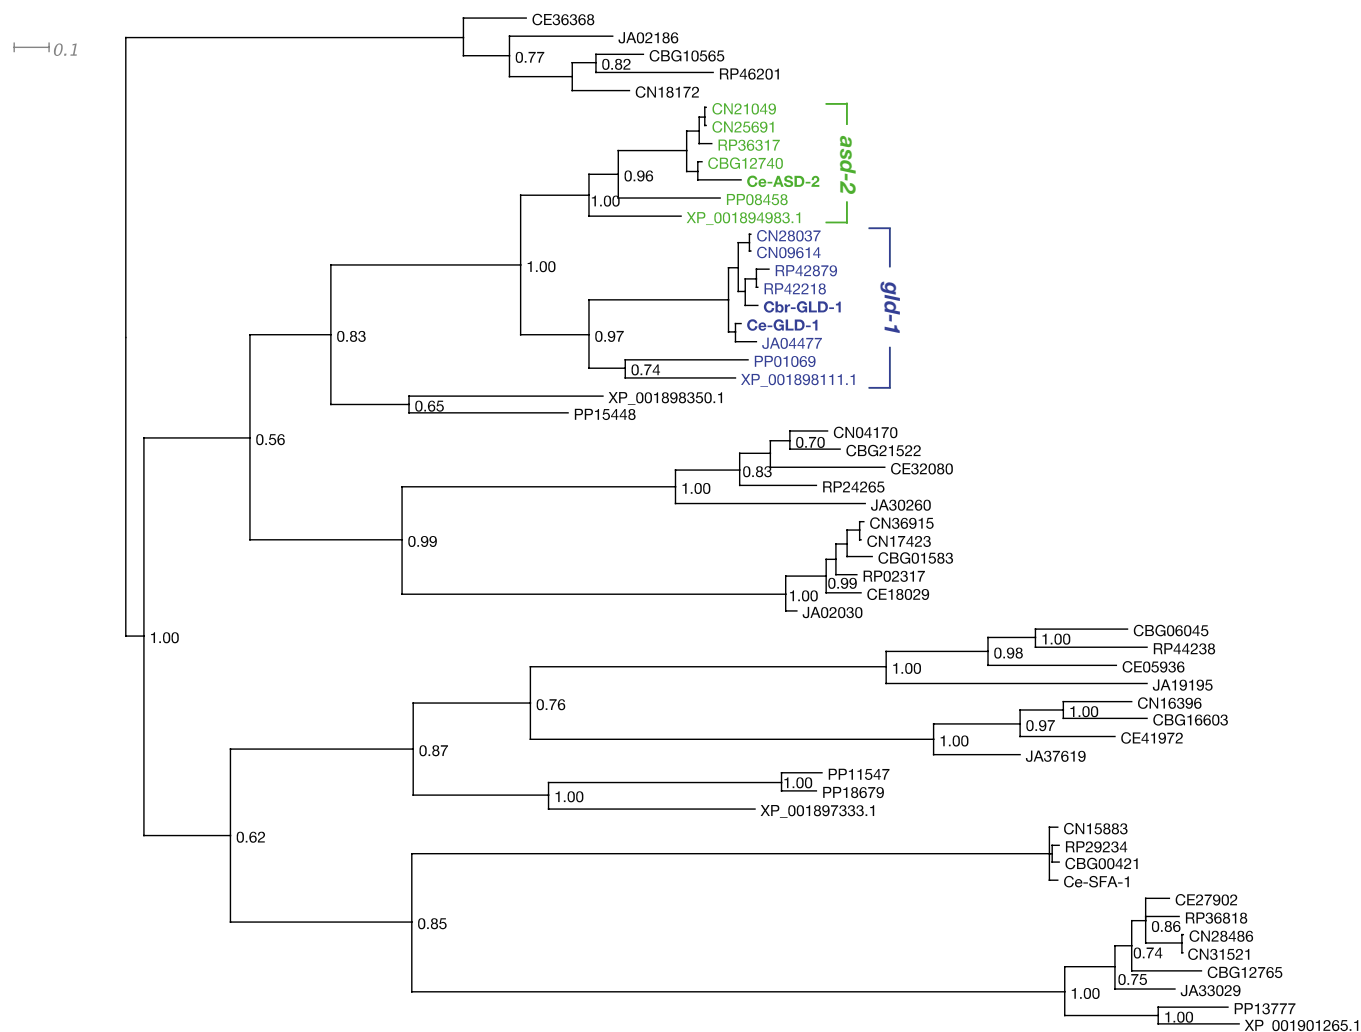 CE36368
0.1
JA02186
0.77
CBG10565
0.82
RP46201
CN18172
CN21049
CN25691
RP36317
CBG12740
0.96
Ce-ASD-2
asd-2
1.00
PP08458
XP_001894983.1
CN28037
CN09614
1.00
RP42879
RP42218
Cbr-GLD-1
gld-1
Ce-GLD-1
0.83
0.97
JA04477
PP01069
0.74
XP_001898111.1
XP_001898350.1
0.65
PP15448
0.56
CN04170
0.70
CBG21522
0.83
CE32080
1.00
RP24265
JA30260
CN36915
0.99
CN17423
CBG01583
RP02317
0.99
1.00
CE18029
JA02030
1.00
CBG06045
1.00
RP44238
0.98
1.00
CE05936
JA19195
0.76
CN16396
1.00
CBG16603
0.97
1.00
CE41972
0.87
JA37619
PP11547
1.00
PP18679
1.00
XP_001897333.1
0.62
CN15883
RP29234
CBG00421
Ce-SFA-1
0.85
CE27902
RP36818
0.86
CN28486
0.74
CN31521
CBG12765
0.75
JA33029
1.00
PP13777
1.00
XP_001901265.1